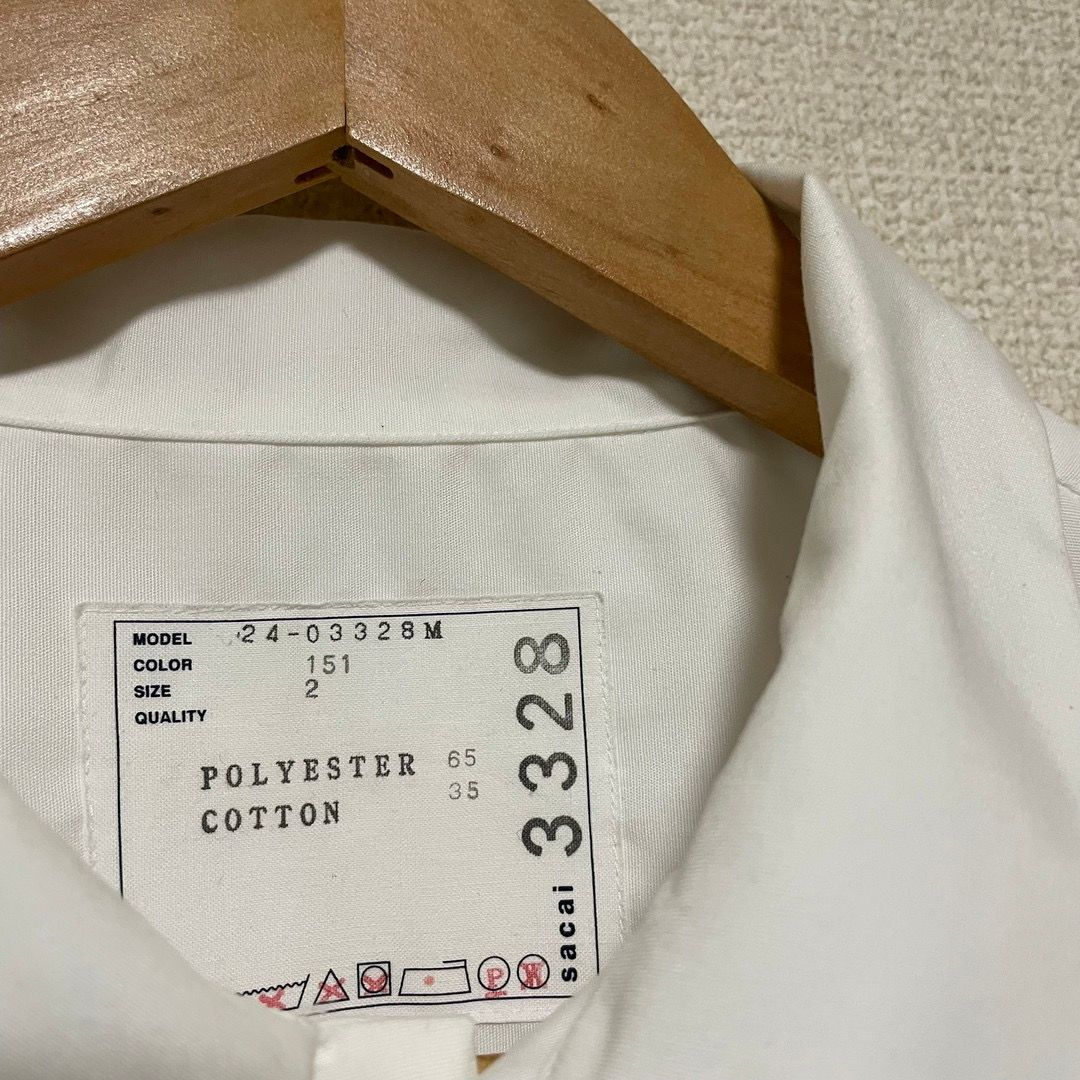 MODEL 24-03328M
COLOR 151
SIZE 2
QUALITY
POLYESTER 65
COTTON 35
3328
sacai
P
W